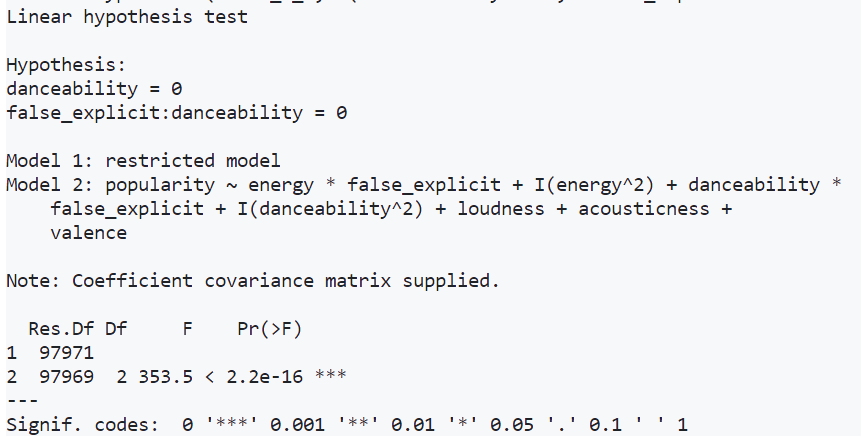 Linear hypothesis test
Hypothesis:
danceability = 0
false_explicit:danceability = 0
Model 1: restricted model
Model 2: popularity ~ energy * false_explicit + I(energy^2) + danceability *
    false_explicit + I(danceability^2) + loudness + acousticness +
    valence
Note: Coefficient covariance matrix supplied.
  Res.Df Df     F    Pr(>F)
1  97971
2  97969  2 353.5 < 2.2e-16 ***
---
Signif. codes:  0 '***' 0.001 '**' 0.01 '*' 0.05 '.' 0.1 ' ' 1